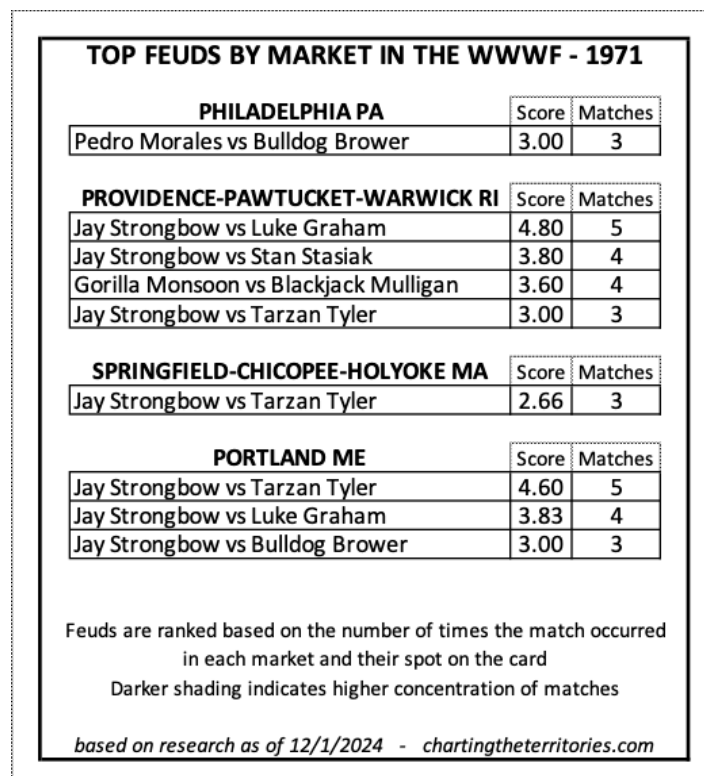 TOP FEUDS BY MARKET IN THE WWWF - 1971
PHILADELPHIA PA Score Matches
Pedro Morales vs Bulldog Brower 3.00 3
PROVIDENCE-PAWTUCKET-WARWICK RI Score Matches
Jay Strongbow vs Luke Graham 4.80 5
Jay Strongbow vs Stan Stasiak 3.80 4
Gorilla Monsoon vs Blackjack Mulligan 3.60 4
Jay Strongbow vs Tarzan Tyler 3.00 3
SPRINGFIELD-CHICOPEE-HOLYOKE MA Score Matches
Jay Strongbow vs Tarzan Tyler 2.66 3
PORTLAND ME Score Matches
Jay Strongbow vs Tarzan Tyler 4.60 5
Jay Strongbow vs Luke Graham 3.83 4
Jay Strongbow vs Bulldog Brower 3.00 3
Feuds are ranked based on the number of times the match occurred
in each market and their spot on the card
Darker shading indicates higher concentration of matches
based on research as of 12/1/2024 - chartingtheterritories.com